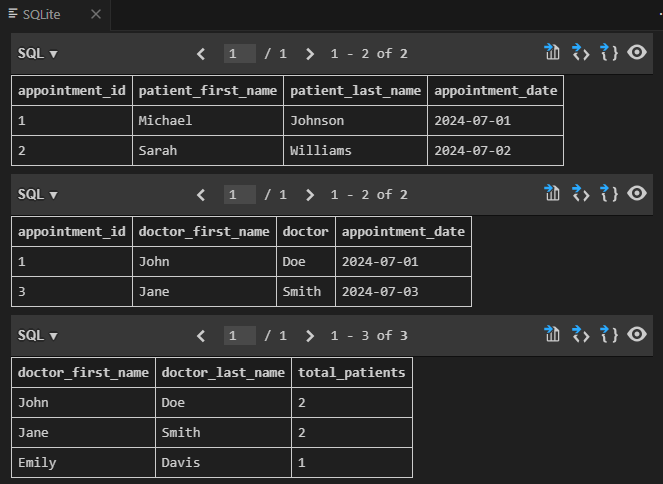 SQLite
SQL 1 / 1 1 - 2 of 2
appointment_id patient_first_name patient_last_name appointment_date
1 Michael Johnson 2024-07-01
2 Sarah Williams 2024-07-02
SQL 1 / 1 1 - 2 of 2
appointment_id doctor_first_name doctor appointment_date
1 John Doe 2024-07-01
3 Jane Smith 2024-07-03
SQL 1 / 1 1 - 3 of 3
doctor_first_name doctor_last_name total_patients
John Doe 2
Jane Smith 2
Emily Davis 1